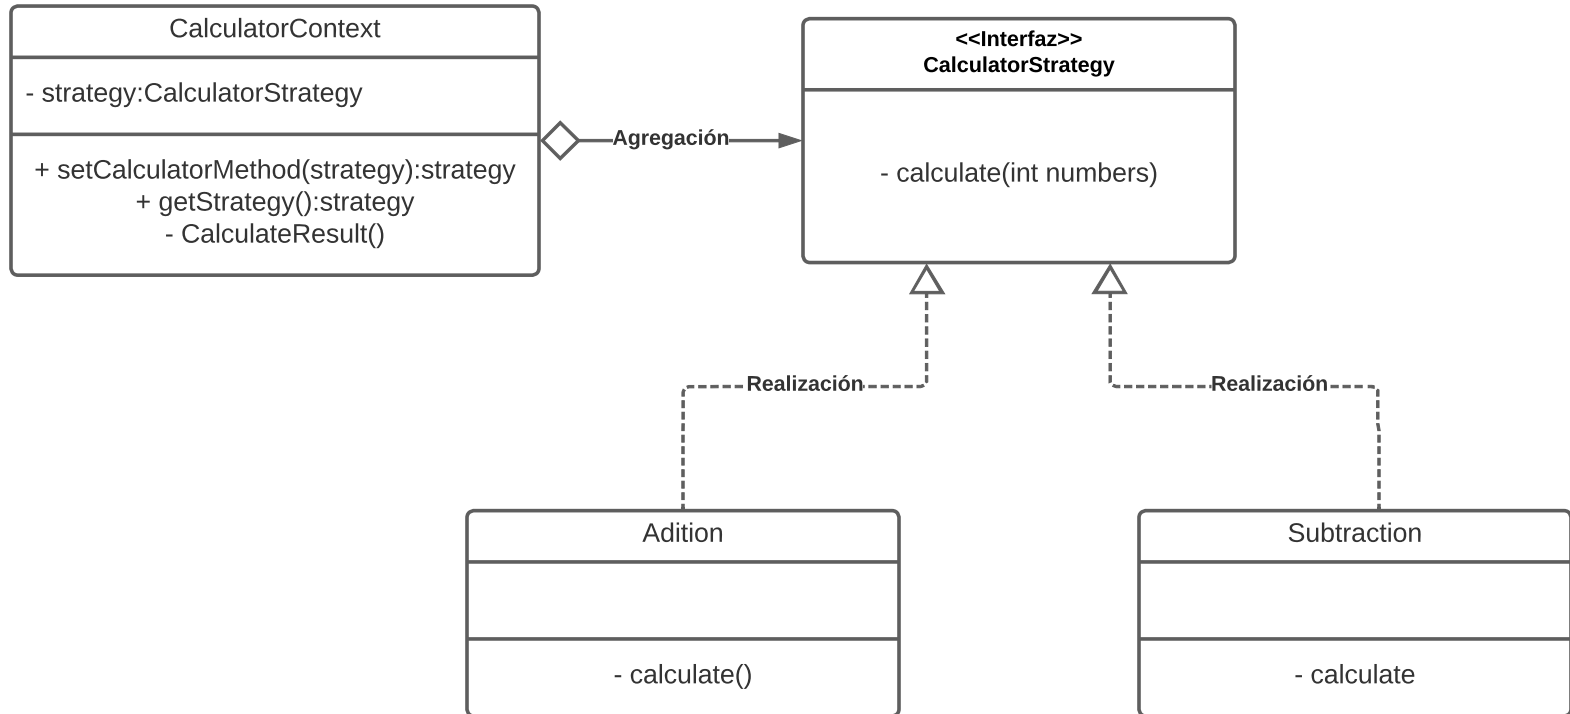 CalculatorContext
- strategy:CalculatorStrategy
+ setCalculatorMethod(strategy):strategy
+ getStrategy():strategy
- CalculateResult()
Agregación
<<Interfaz>>
CalculatorStrategy
- calculate(int numbers)
Realización
Realización
Adition
- calculate()
Subtraction
- calculate